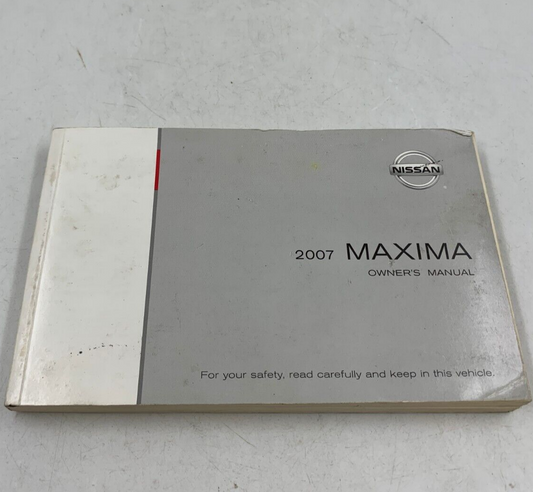 NISSAN
2007 MAXIMA
OWNER'S MANUAL
For your safety, read carefully and keep in this vehicle.